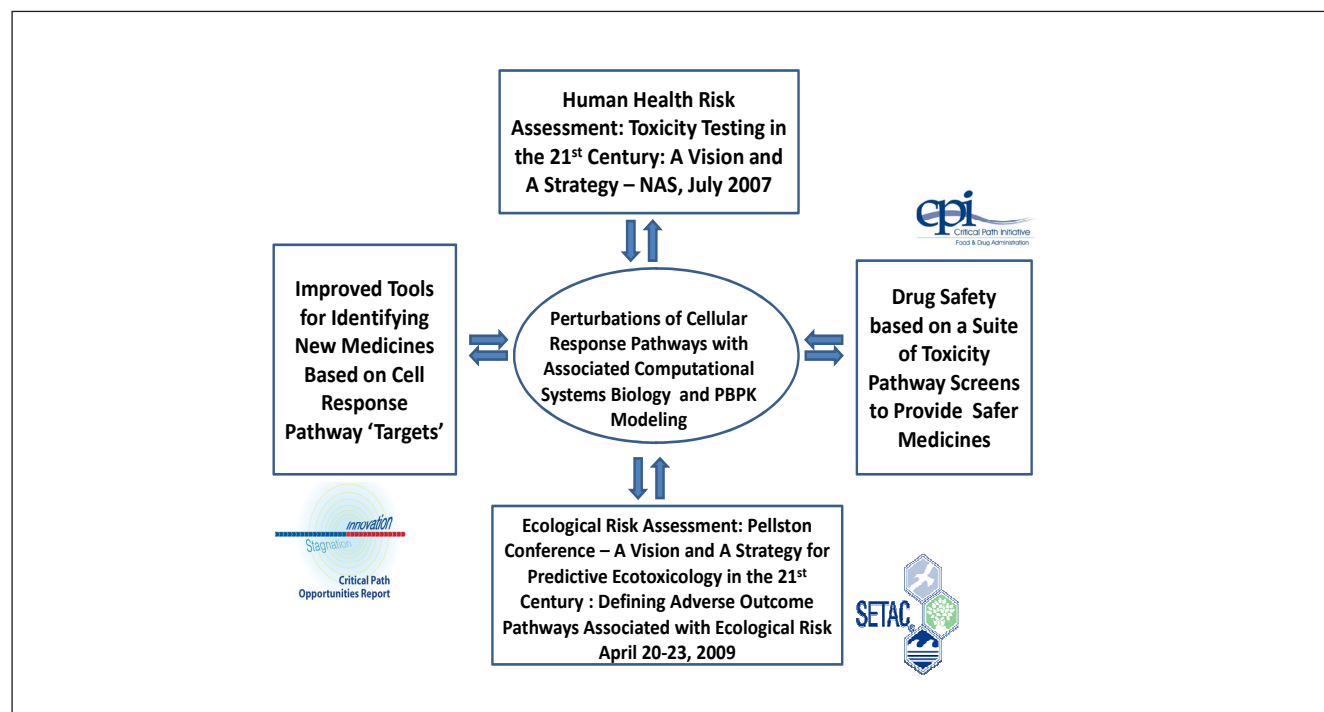 Human Health Risk
Assessment: Toxicity Testing in
the 21st Century: A Vision and
A Strategy – NAS, July 2007
cpi
Critical Path Initiative
Food & Drug Administration
Improved Tools
for Identifying
New Medicines
Based on Cell
Response
Pathway ‘Targets’
Perturbations of Cellular
Response Pathways with
Associated Computational
Systems Biology and PBPK
Modeling
Drug Safety
based on a Suite
of Toxicity
Pathway Screens
to Provide Safer
Medicines
Innovation
Stagnation
Critical Path
Opportunities Report
Ecological Risk Assessment: Pellston
Conference – A Vision and A Strategy for
Predictive Ecotoxicology in the 21st
Century : Defining Adverse Outcome
Pathways Associated with Ecological Risk
April 20-23, 2009
SETAC